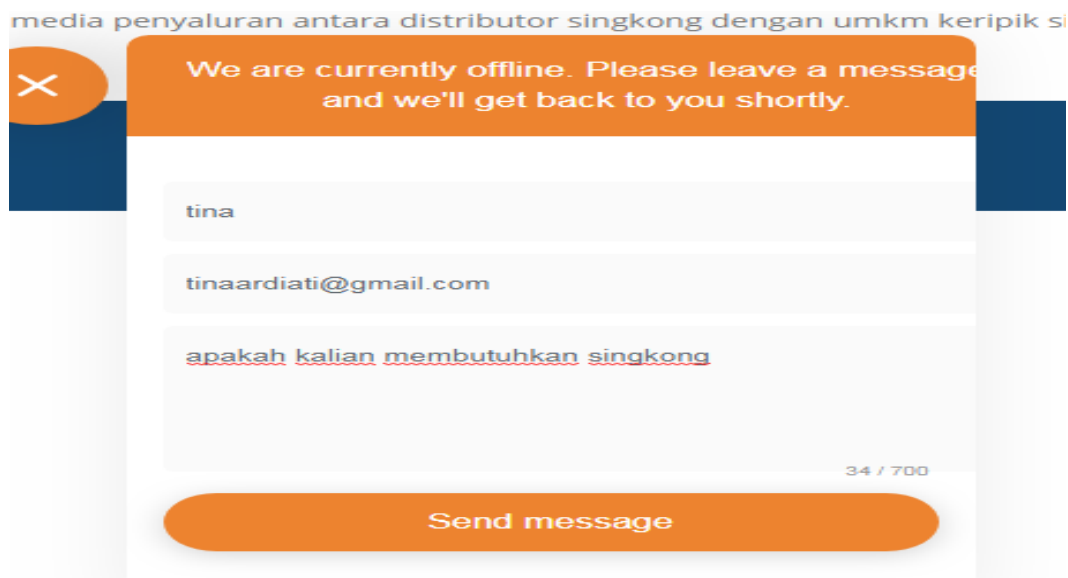 media penyaluran antara distributor singkong dengan umkm keripik
We are currently offline. Please leave a message
and we'll get back to you shortly.
tina
tinaardiati@gmail.com
apakah kalian membutuhkan singkong
34 / 700
Send message